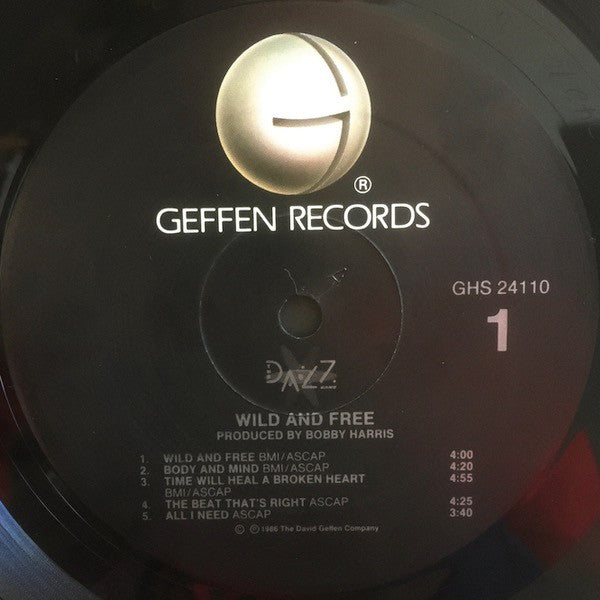 ®
GEFFEN RECORDS
GHS 24110
1
THE DAZZ BAND
WILD AND FREE
PRODUCED BY BOBBY HARRIS
1. WILD AND FREE BMI/ASCAP 4:00
2. BODY AND MIND BMI/ASCAP 4:20
3. TIME WILL HEAL A BROKEN HEART 4:55
BMI/ASCAP
4. THE BEAT THAT'S RIGHT ASCAP 4:25
5. ALL I NEED ASCAP 3:40
© ℗ 1986 The David Geffen Company